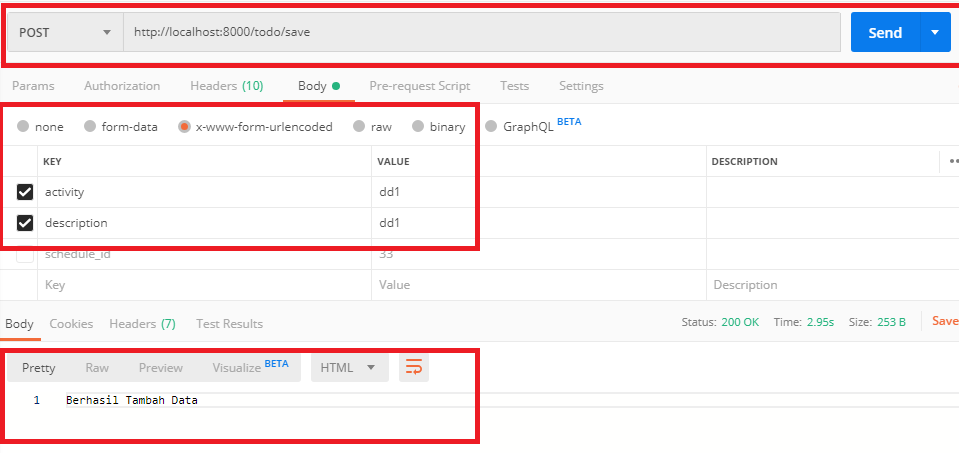 POST http://localhost:8000/todo/save Send
Params Authorization Headers (10) Body Pre-request Script Tests Settings
none form-data x-www-form-urlencoded raw binary GraphQL BETA
KEY VALUE DESCRIPTION
activity dd1
description dd1
schedule_id 33
Key Value Description
Body Cookies Headers (7) Test Results Status: 200 OK Time: 2.95s Size: 253 B Save
Pretty Raw Preview Visualize BETA HTML
1 Berhasil Tambah Data